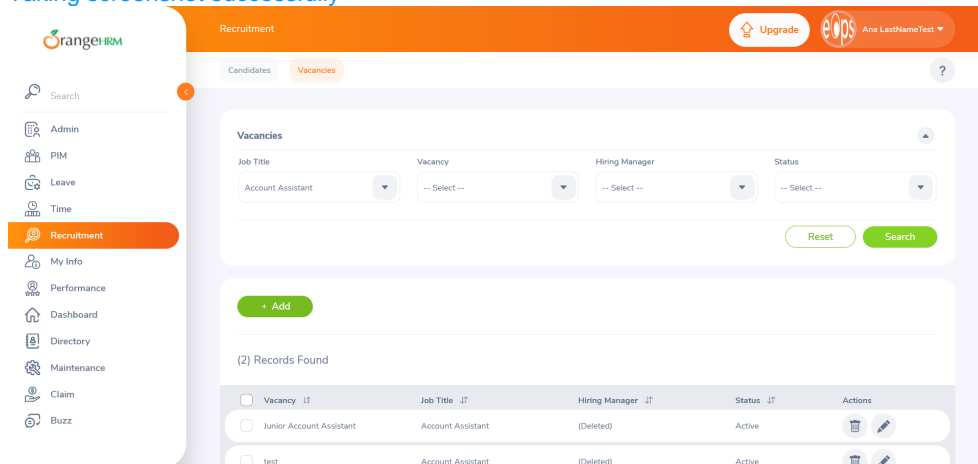 Taking screenshot successfully
OrangeHRM
Search
Admin
PIM
Leave
Time
Recruitment
My Info
Performance
Dashboard
Directory
Maintenance
Claim
Buzz
Recruitment
Upgrade
eops
Ana LastNameTest
Candidates
Vacancies
?
Vacancies
Job Title Vacancy Hiring Manager Status
Account Assistant -- Select -- -- Select -- -- Select --
Reset Search
+ Add
(2) Records Found
Vacancy Job Title Hiring Manager Status Actions
Junior Account Assistant Account Assistant (Deleted) Active
test Account Assistant (Deleted) Active